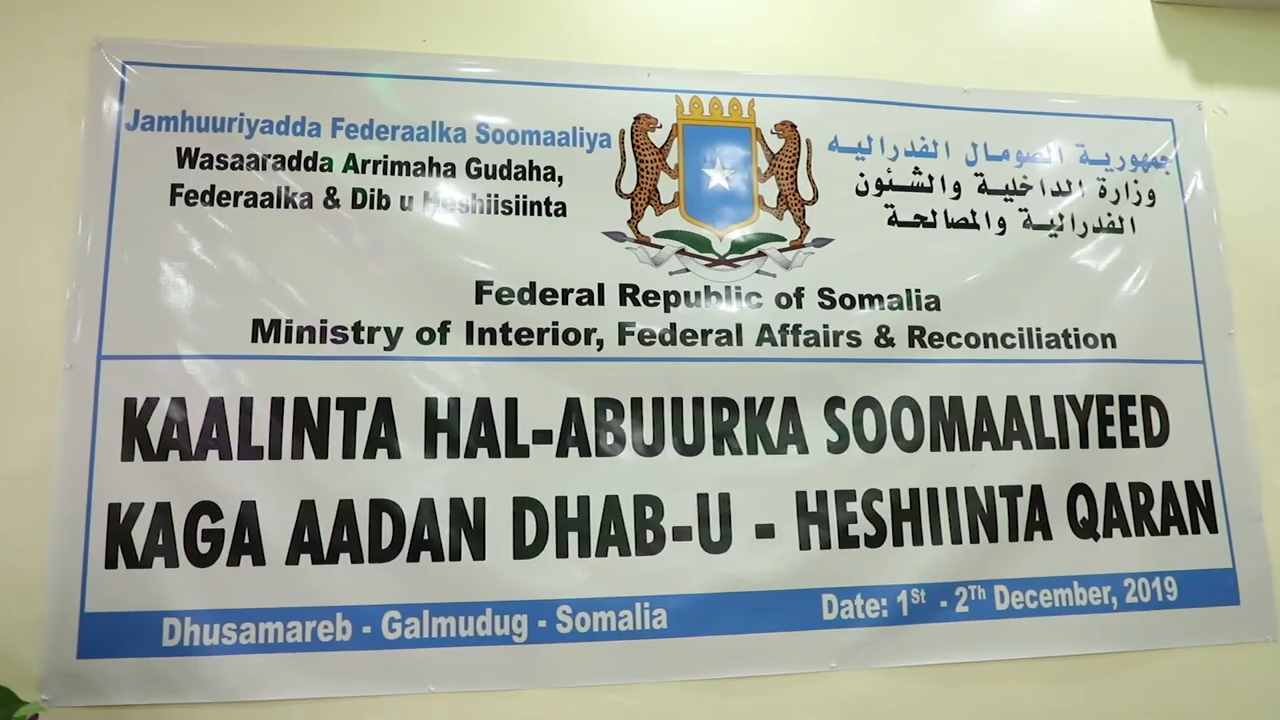 Jamhuuriyadda Federaalka Soomaaliya
Wasaaradda Arrimaha Gudaha,
Federaalka & Dib u Heshiisiinta
جمهورية الصومال الفدرالية
وزارة الداخلية والشئون
الفدرالية والمصالحة
Federal Republic of Somalia
Ministry of Interior, Federal Affairs & Reconciliation
KAALINTA HAL-ABUURKA SOOMAALIYEED
KAGA AADAN DHAB-U - HESHIINTA QARAN
Dhusamareb - Galmudug - Somalia
Date: 1St - 2Th December, 2019